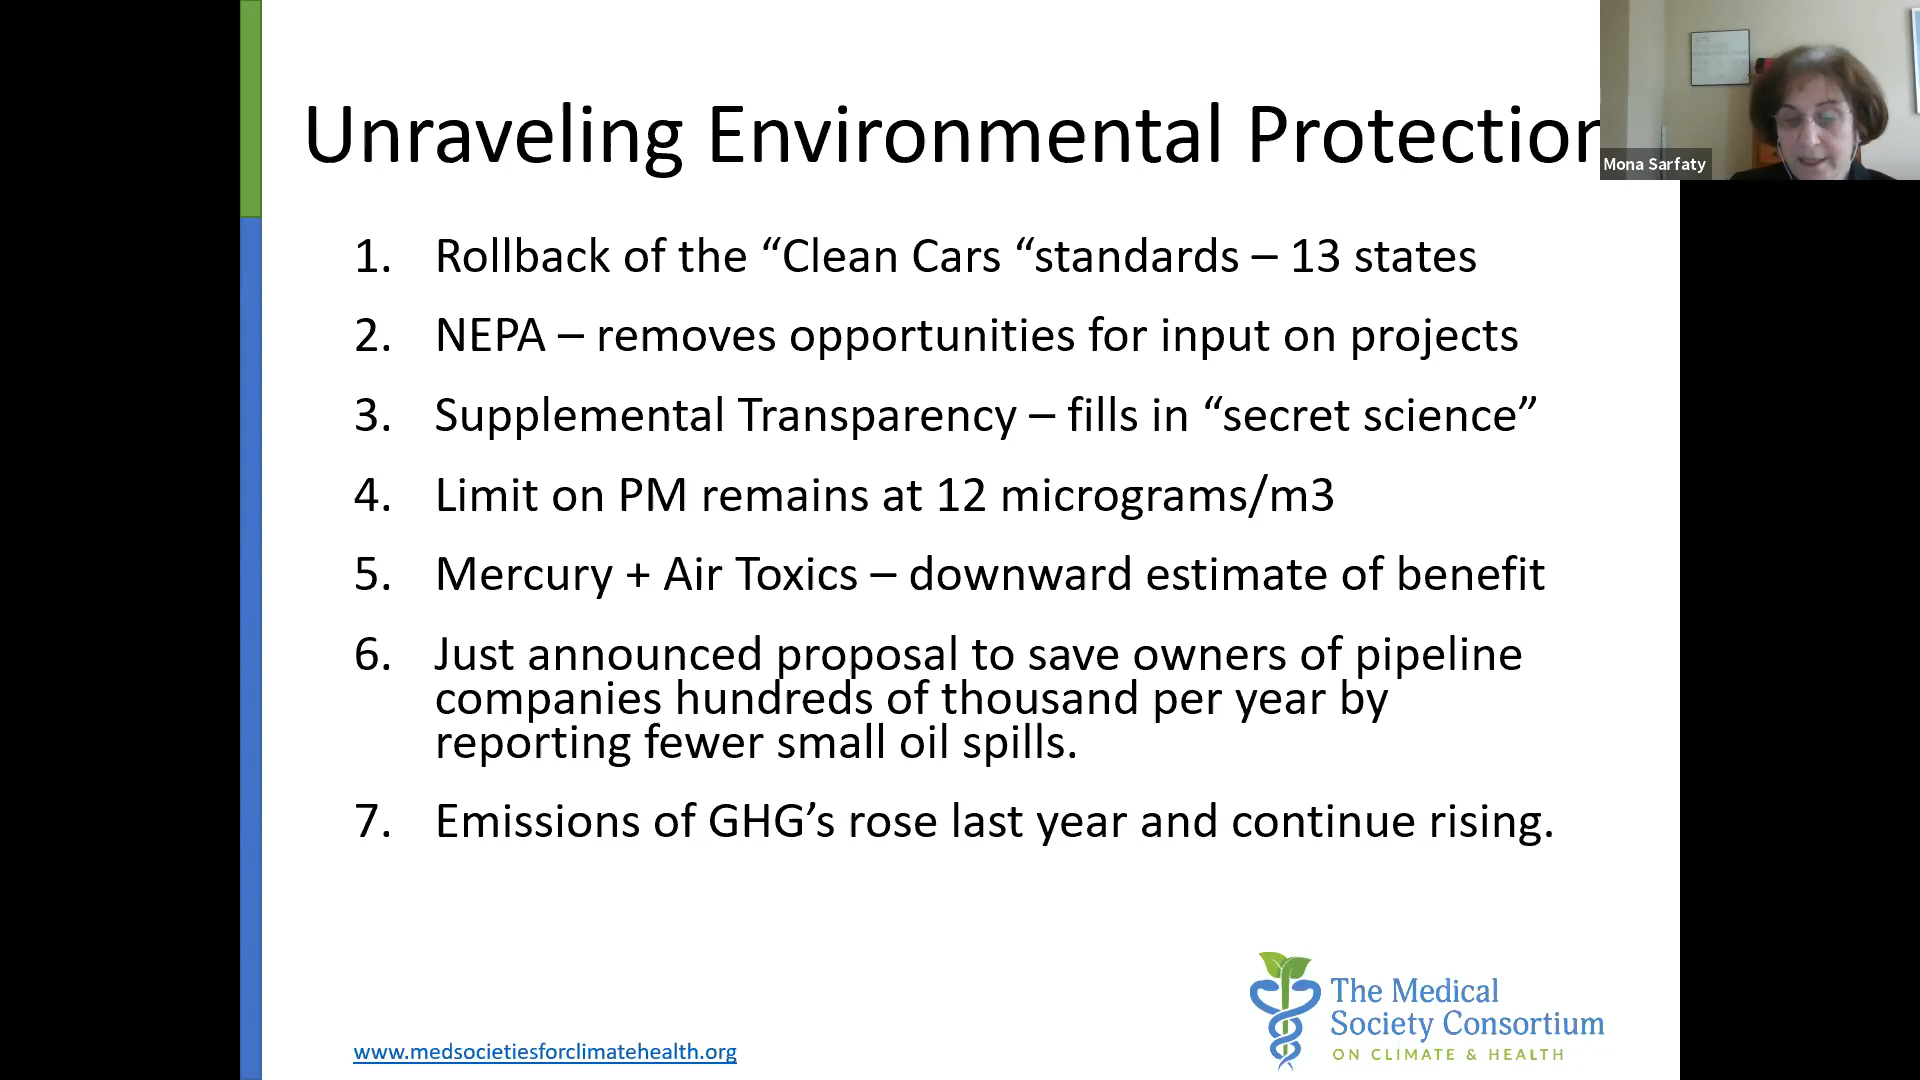 Unraveling Environmental Protection
Mona Sarfaty
1. Rollback of the “Clean Cars “standards – 13 states
2. NEPA – removes opportunities for input on projects
3. Supplemental Transparency – fills in “secret science”
4. Limit on PM remains at 12 micrograms/m3
5. Mercury + Air Toxics – downward estimate of benefit
6. Just announced proposal to save owners of pipeline
companies hundreds of thousand per year by
reporting fewer small oil spills.
7. Emissions of GHG’s rose last year and continue rising.
The Medical
Society Consortium
ON CLIMATE & HEALTH
www.medsocietiesforclimatehealth.org